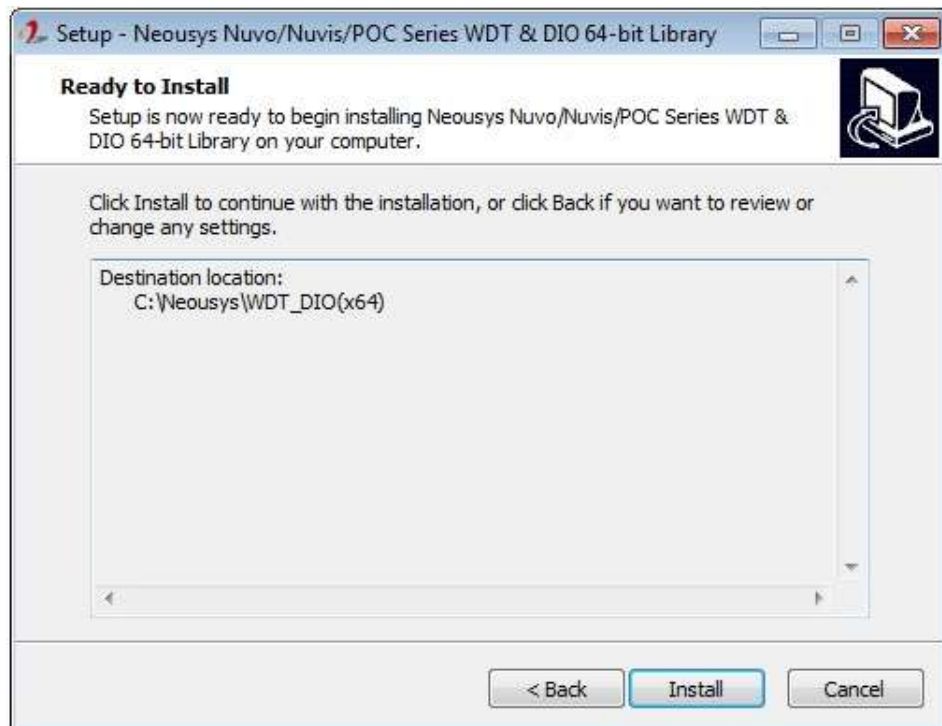 Setup - Neousys Nuvo/Nuvis/POC Series WDT & DIO 64-bit Library
Ready to Install
Setup is now ready to begin installing Neousys Nuvo/Nuvis/POC Series WDT &
DIO 64-bit Library on your computer.
Click Install to continue with the installation, or click Back if you want to review or
change any settings.
Destination location:
C:\Neousys\WDT_DIO(x64)
< Back
Install
Cancel